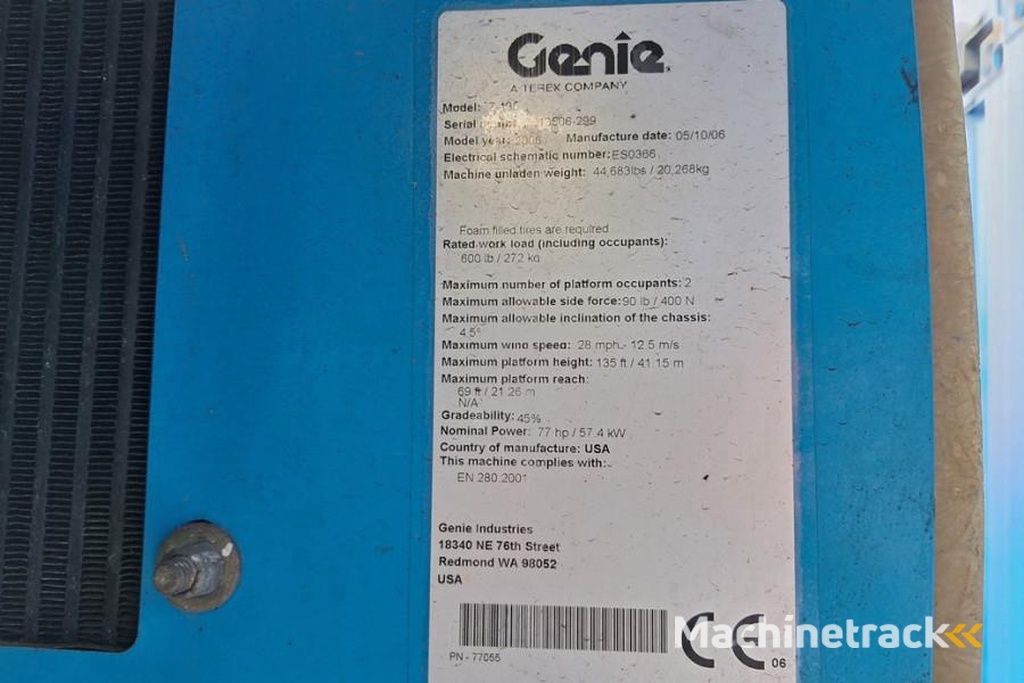 Genie
A TEREX COMPANY
Model: Z-135
Serial
Model year: 2006 Manufacture date: 05/10/06
Electrical schematic number: ES0366
Machine unladen weight: 44,683lbs / 20,268kg
Foam filled tires are required
Rated work load (including occupants):
600 lb / 272 kg
Maximum number of platform occupants: 2
Maximum allowable side force: 90 lb / 400 N
Maximum allowable inclination of the chassis:
4.5°
Maximum wind speed: 28 mph - 12.5 m/s
Maximum platform height: 135 ft / 41.15 m
Maximum platform reach:
69 ft / 21.26 m
N/A
Gradeability: 45%
Nominal Power: 77 hp / 57.4 kW
Country of manufacture: USA
This machine complies with:
EN 280:2001
Genie Industries
18340 NE 76th Street
Redmond WA 98052
USA
PN - 77055
CE 06
Machinetrack